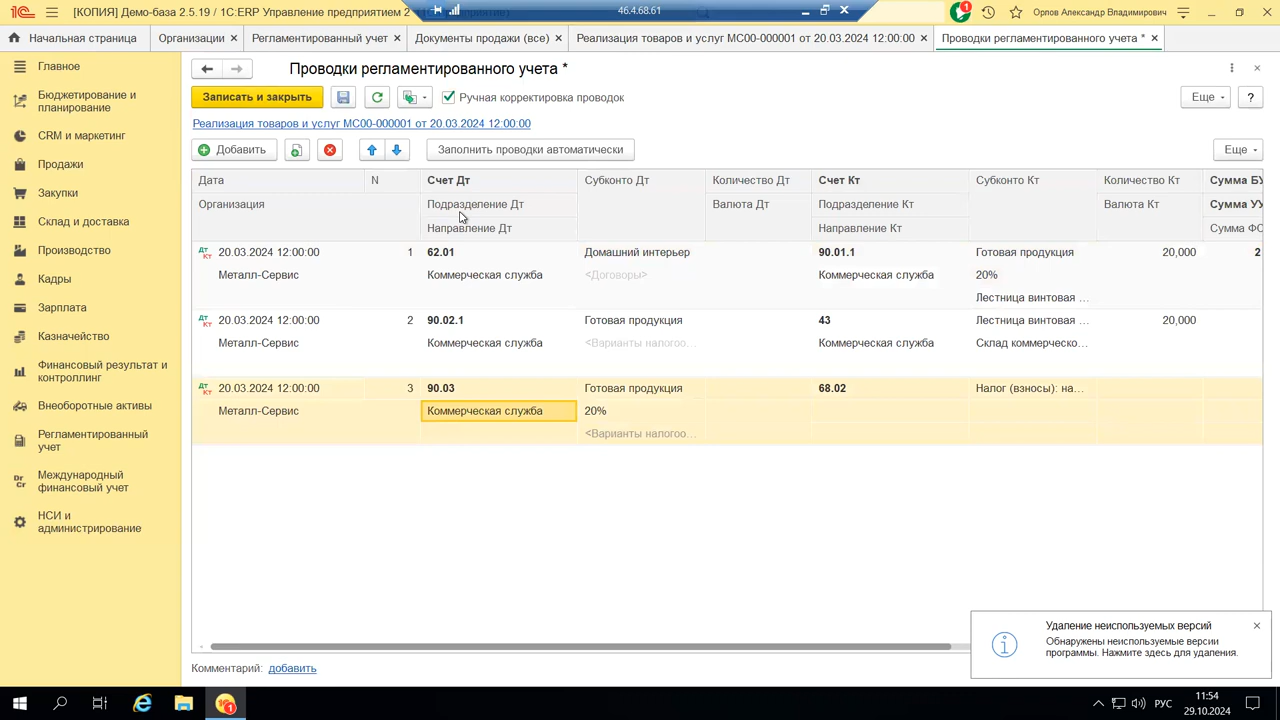 [КОПИЯ] Демо-база 2.5.19 / 1С:ERP Управление предприятием 2
46.4.68.61
Орлов Александр Владимирович
Начальная страница
Организации ×
Регламентированный учет ×
Документы продажи (все) ×
Реализация товаров и услуг МС00-000001 от 20.03.2024 12:00:00 ×
Проводки регламентированного учета * ×
Главное
Бюджетирование и
планирование
CRM и маркетинг
Продажи
Закупки
Склад и доставка
Производство
Кадры
Зарплата
Казначейство
Финансовый результат и
контроллинг
Внеоборотные активы
Регламентированный
учет
Международный
финансовый учет
НСИ и
администрирование
Проводки регламентированного учета *
Записать и закрыть
Ручная корректировка проводок
Еще
?
Реализация товаров и услуг МС00-000001 от 20.03.2024 12:00:00
Добавить
Заполнить проводки автоматически
Еще
Дата N Счет Дт Субконто Дт Количество Дт Счет Кт Субконто Кт Количество Кт Сумма БУ
Организация Подразделение Дт Валюта Дт Подразделение Кт Валюта Кт Сумма УУ
Направление Дт Направление Кт Сумма ФО
20.03.2024 12:00:00 1 62.01 Домашний интерьер 90.01.1 Готовая продукция 20,000 2
Металл-Сервис Коммерческая служба <Договоры> Коммерческая служба 20%
Лестница винтовая ...
20.03.2024 12:00:00 2 90.02.1 Готовая продукция 43 Лестница винтовая ... 20,000
Металл-Сервис Коммерческая служба <Варианты налогоо... Коммерческая служба Склад коммерческо...
20.03.2024 12:00:00 3 90.03 Готовая продукция 68.02 Налог (взносы): на...
Металл-Сервис Коммерческая служба 20%
<Варианты налогоо...
Удаление неиспользуемых версий
Обнаружены неиспользуемые версии
программы. Нажмите здесь для удаления.
Комментарий: добавить
РУС
11:54
29.10.2024